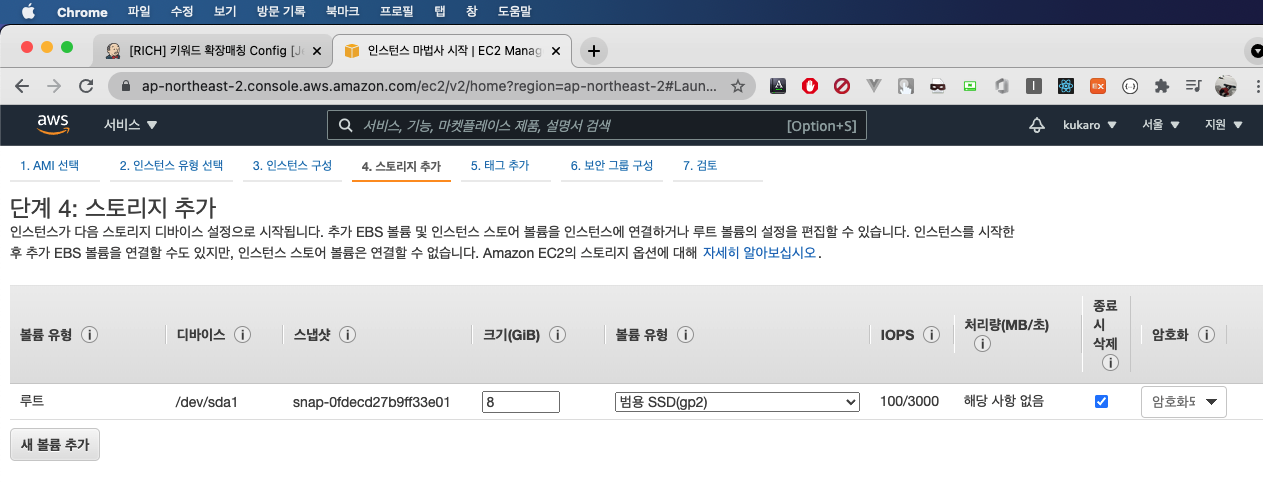 Chrome 파일 수정 보기 방문 기록 북마크 프로필 탭 창 도움말
[RICH] 키워드 확장매칭 Config [Je
인스턴스 마법사 시작 | EC2 Manag
ap-northeast-2.console.aws.amazon.com/ec2/v2/home?region=ap-northeast-2#Laun...
aws 서비스 서비스, 기능, 마켓플레이스 제품, 설명서 검색 [Option+S] kukaro 서울 지원
1. AMI 선택 2. 인스턴스 유형 선택 3. 인스턴스 구성 4. 스토리지 추가 5. 태그 추가 6. 보안 그룹 구성 7. 검토
단계 4: 스토리지 추가
인스턴스가 다음 스토리지 디바이스 설정으로 시작됩니다. 추가 EBS 볼륨 및 인스턴스 스토어 볼륨을 인스턴스에 연결하거나 루트 볼륨의 설정을 편집할 수 있습니다. 인스턴스를 시작한
후 추가 EBS 볼륨을 연결할 수도 있지만, 인스턴스 스토어 볼륨은 연결할 수 없습니다. Amazon EC2의 스토리지 옵션에 대해 자세히 알아보십시오.
볼륨 유형 디바이스 스냅샷 크기(GiB) 볼륨 유형 IOPS 처리량(MB/초) 종료 시 삭제 암호화
루트 /dev/sda1 snap-0fdecd27b9ff33e01 8 범용 SSD(gp2) 100/3000 해당 사항 없음 암호화되
새 볼륨 추가